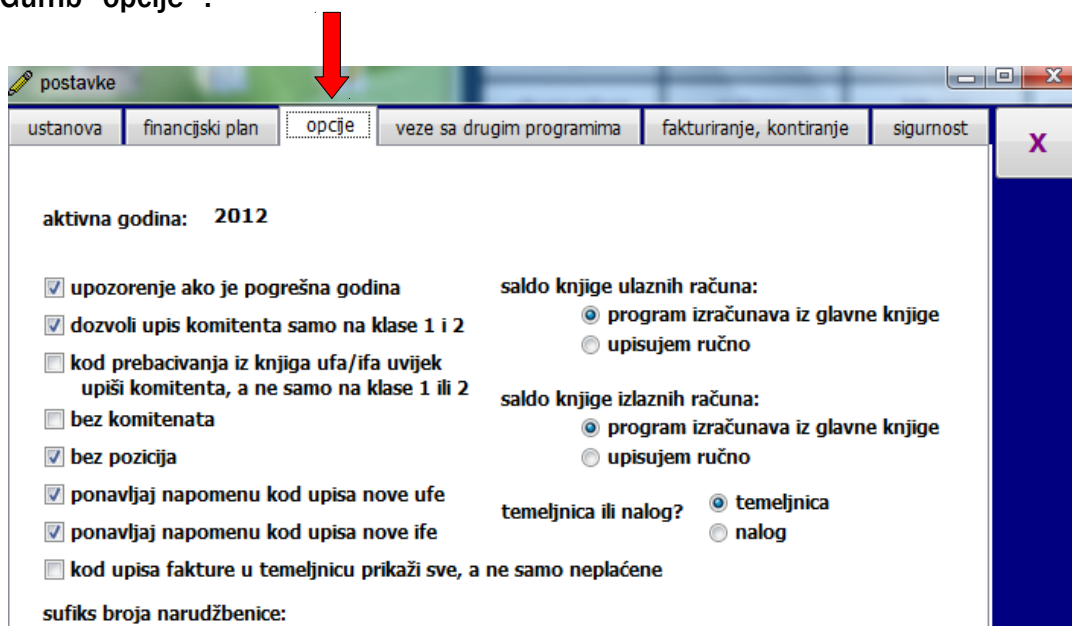 Gumb "opcije" :
postavke
ustanova financijski plan opcije veze sa drugim programima fakturiranje, kontiranje sigurnost X
aktivna godina: 2012
upozorenje ako je pogrešna godina
dozvoli upis komitenta samo na klase 1 i 2
kod prebacivanja iz knjiga ufa/ifa uvijek
upiši komitenta, a ne samo na klase 1 ili 2
bez komitenata
bez pozicija
ponavljaj napomenu kod upisa nove ufe
ponavljaj napomenu kod upisa nove ife
kod upisa fakture u temeljnicu prikaži sve, a ne samo neplaćene
sufiks broja narudžbenice:
saldo knjige ulaznih računa:
program izračunava iz glavne knjige
upisujem ručno
saldo knjige izlaznih računa:
program izračunava iz glavne knjige
upisujem ručno
temeljnica ili nalog? temeljnica
nalog